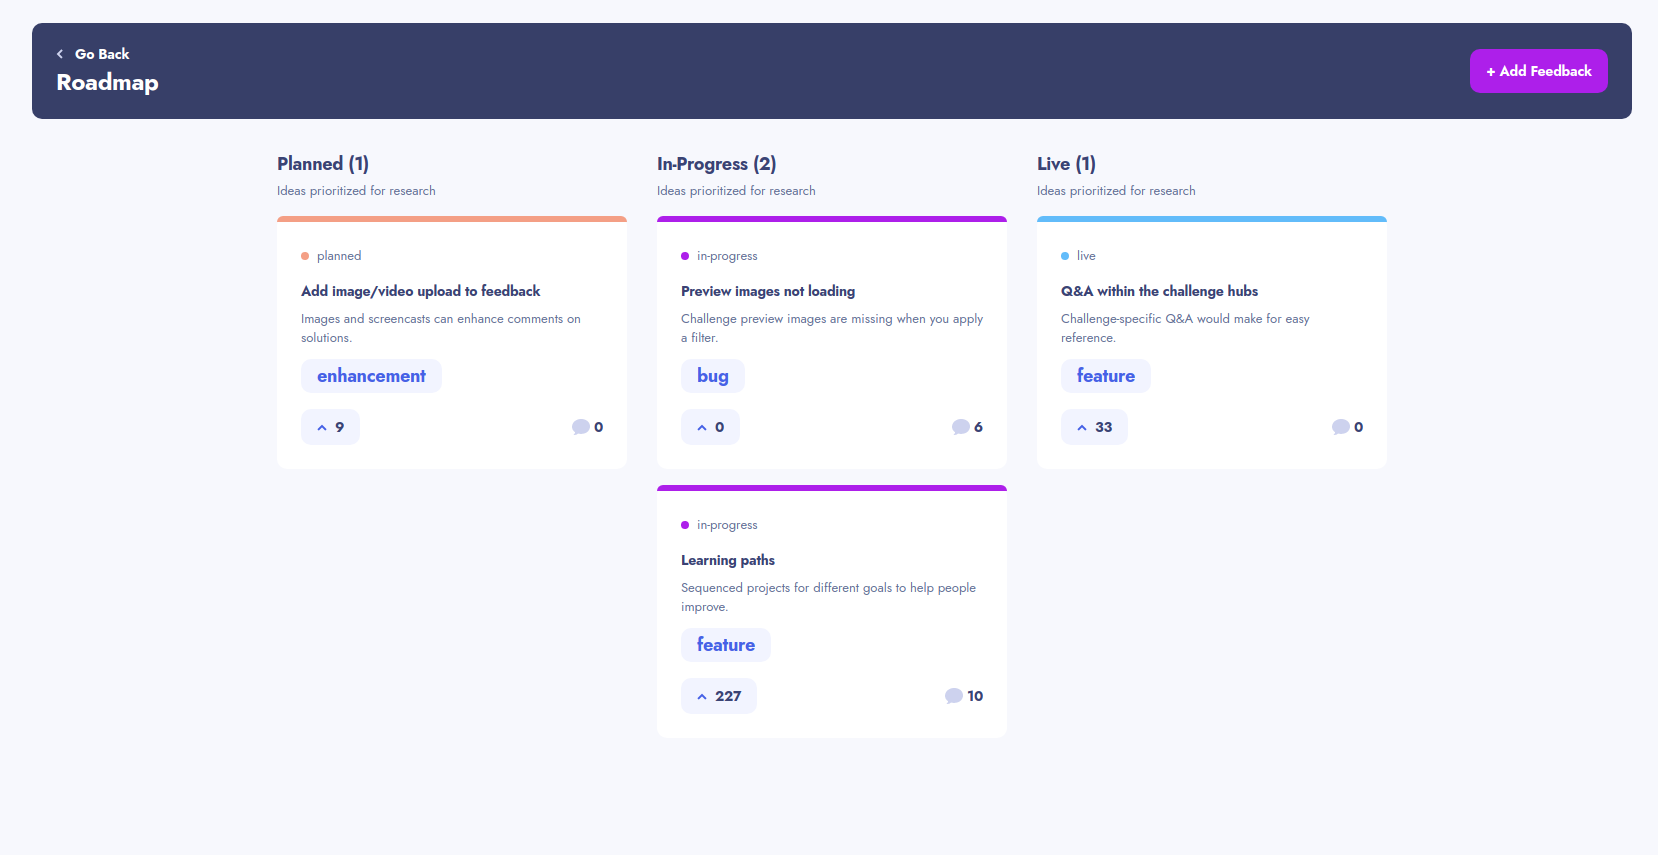 Go Back
Roadmap
+ Add Feedback
Planned (1)
Ideas prioritized for research
planned
Add image/video upload to feedback
Images and screencasts can enhance comments on
solutions.
enhancement
9
0
In-Progress (2)
Ideas prioritized for research
in-progress
Preview images not loading
Challenge preview images are missing when you apply
a filter.
bug
0
6
in-progress
Learning paths
Sequenced projects for different goals to help people
improve.
feature
227
10
Live (1)
Ideas prioritized for research
live
Q&A within the challenge hubs
Challenge-specific Q&A would make for easy
reference.
feature
33
0